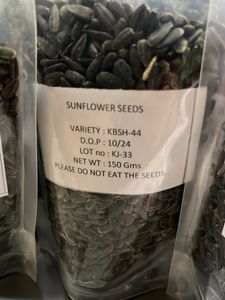 SUNFLOWER SEEDS
VARIETY : KBSH-44
D.O.P : 10/24
LOT no : KJ-33
NET WT : 150 Gms
PLEASE DO NOT EAT THE SEEDS.